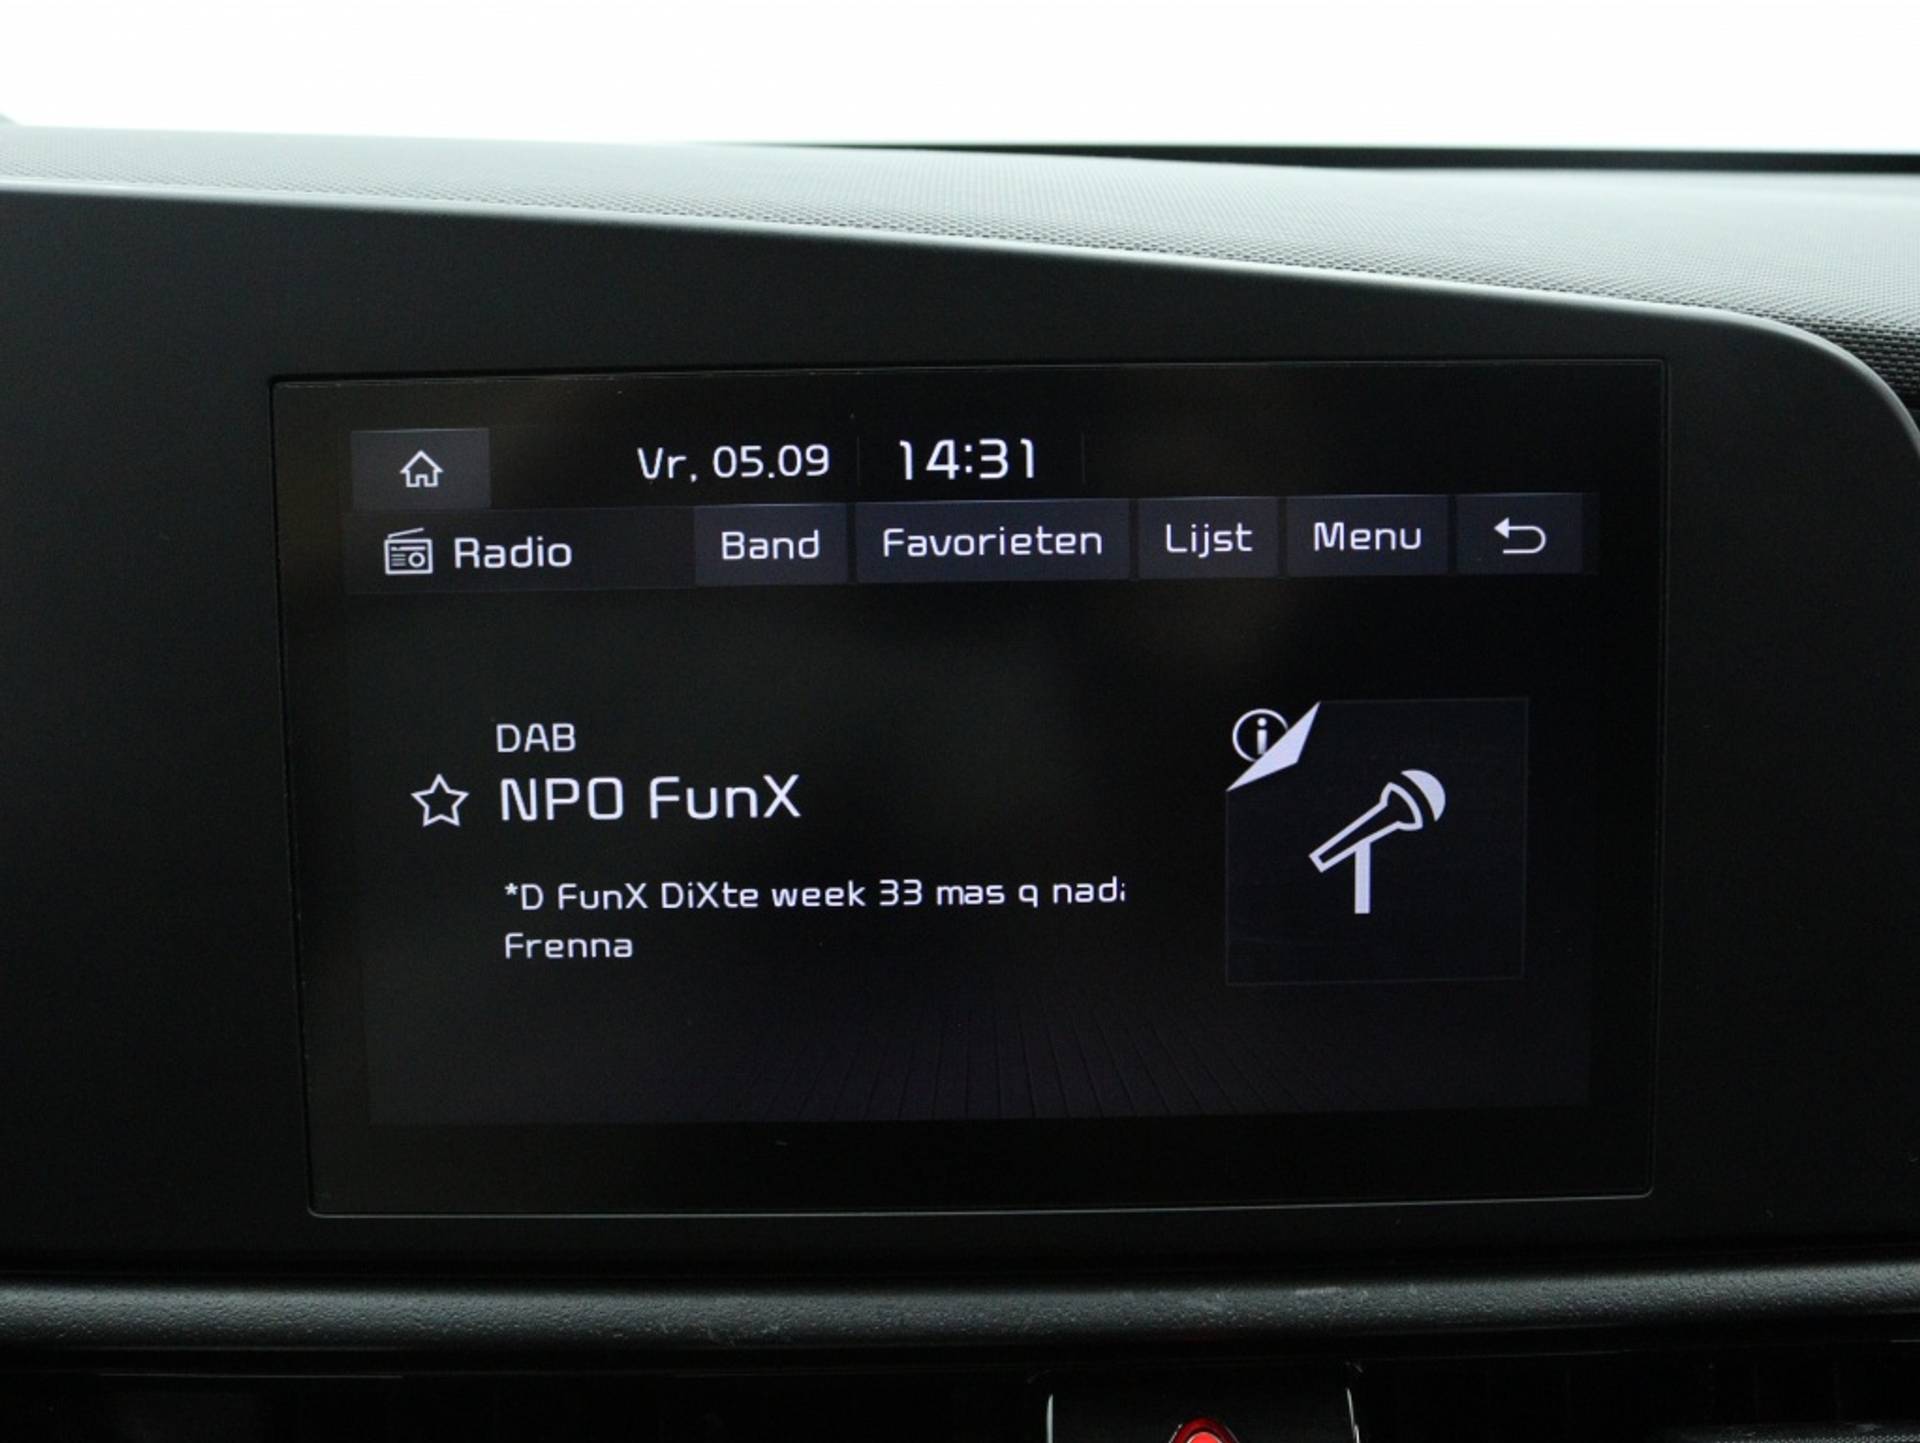 Vr, 05.09 14:31
Radio Band Favorieten Lijst Menu
DAB
NPO FunX
*D FunX DiXte week 33 mas q nad
Frenna